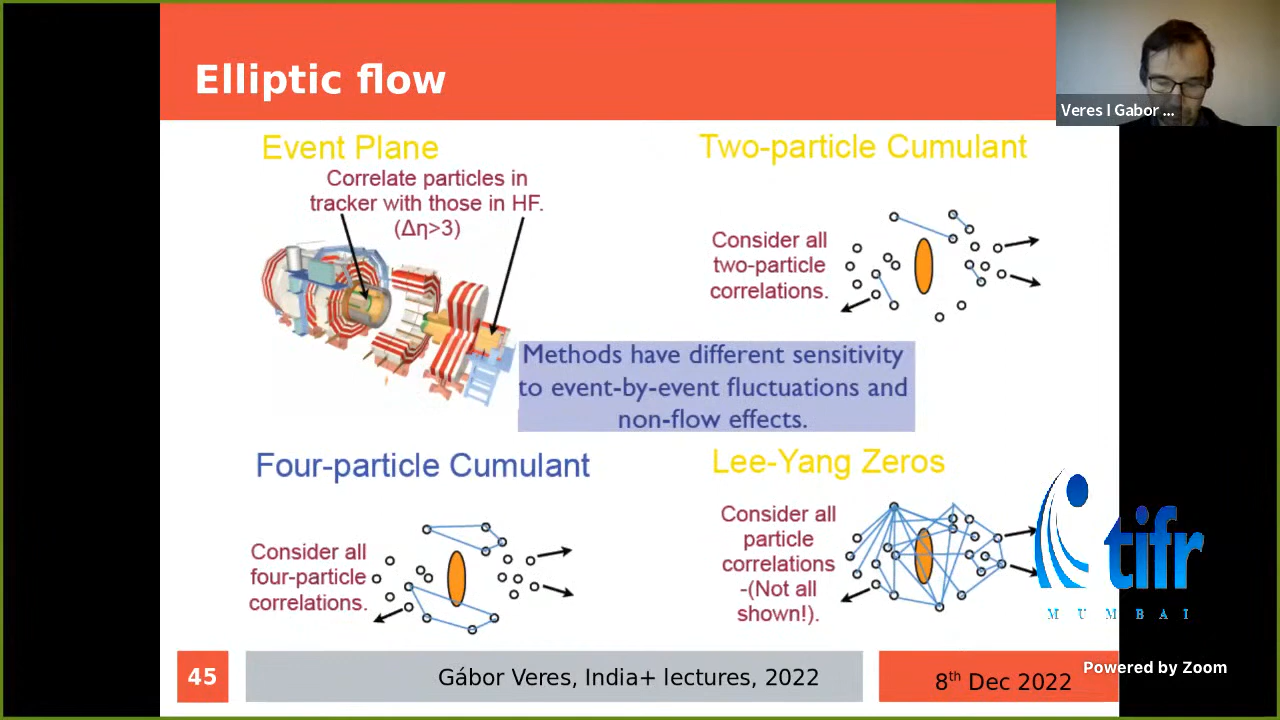 Elliptic flow
Veres I Gabor ...
Event Plane
Correlate particles in
tracker with those in HF.
(Δη>3)
Two-particle Cumulant
Consider all
two-particle
correlations.
Methods have different sensitivity
to event-by-event fluctuations and
non-flow effects.
Four-particle Cumulant
Consider all
four-particle
correlations.
Lee-Yang Zeros
Consider all
particle
correlations
-(Not all
shown!).
tifr
MUMBAI
45
Gábor Veres, India+ lectures, 2022
8th Dec 2022
Powered by Zoom